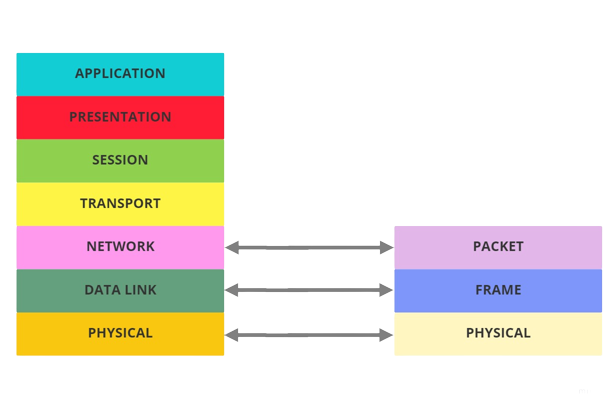 APPLICATION
PRESENTATION
SESSION
TRANSPORT
NETWORK
DATA LINK
PHYSICAL
PACKET
FRAME
PHYSICAL